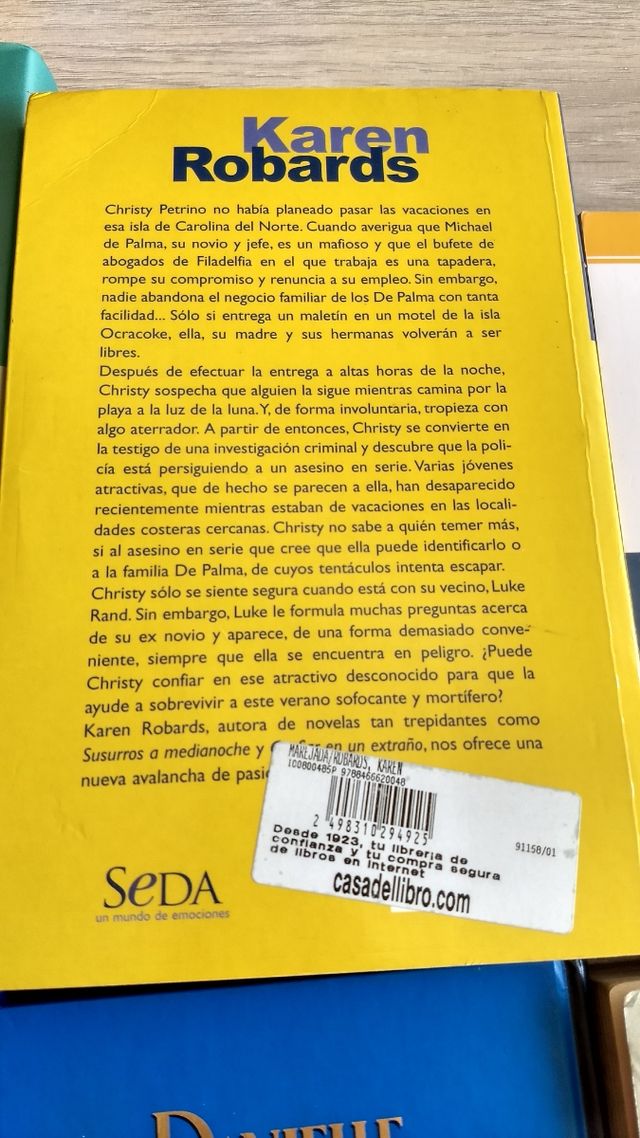 Karen
Robards
Christy Petrino no había planeado pasar las vacaciones en
esa isla de Carolina del Norte. Cuando averigua que Michael
de Palma, su novio y jefe, es un mafioso y que el bufete de
abogados de Filadelfia en el que trabaja es una tapadera,
rompe su compromiso y renuncia a su empleo. Sin embargo,
nadie abandona el negocio familiar de los De Palma con tanta
facilidad... Sólo si entrega un maletín en un motel de la isla
Ocracoke, ella, su madre y sus hermanas volverán a ser
libres.
Después de efectuar la entrega a altas horas de la noche,
Christy sospecha que alguien la sigue mientras camina por la
playa a la luz de la luna. Y, de forma involuntaria, tropieza con
algo aterrador. A partir de entonces, Christy se convierte en
la testigo de una investigación criminal y descubre que la poli-
cía está persiguiendo a un asesino en serie. Varias jóvenes
atractivas, que de hecho se parecen a ella, han desaparecido
recientemente mientras estaban de vacaciones en las locali-
dades costeras cercanas. Christy no sabe a quién temer más,
si al asesino en serie que cree que ella puede identificarlo o
a la familia De Palma, de cuyos tentáculos intenta escapar.
Christy sólo se siente segura cuando está con su vecino, Luke
Rand. Sin embargo, Luke le formula muchas preguntas acerca
de su ex novio y aparece, de una forma demasiado conve-
niente, siempre que ella se encuentra en peligro. ¿Puede
Christy confiar en ese atractivo desconocido para que la
ayude a sobrevivir a este verano sofocante y mortífero?
Karen Robards, autora de novelas tan trepidantes como
Susurros a medianoche y en un extraño, nos ofrece una
nueva avalancha de
MAREJADA/ROBARDS, KAREN
100800485P 9788466620048
2 498310294925
91158/01
Desde 1923, tu librería de
confianza y tu compra segura
de libros en Internet
casadellibro.com
SeDA
un mundo de emociones
DANIELLE